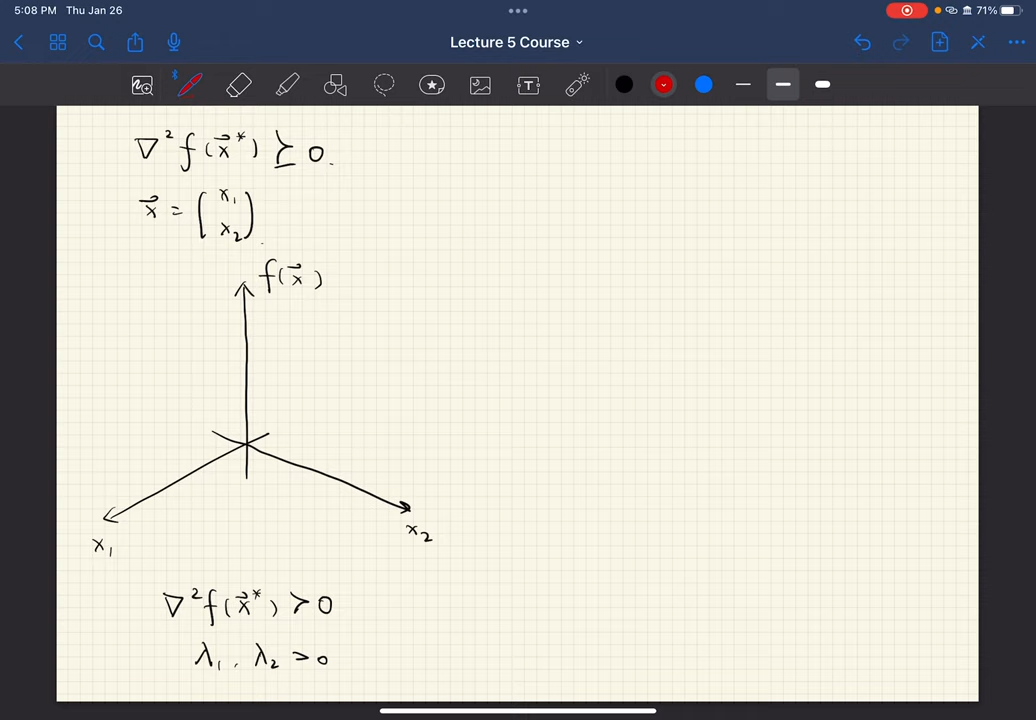 5:08 PM Thu Jan 26
71%
Lecture 5 Course
T
∇²f(x⃗*) ⪰ 0.
x⃗ = (x₁
x₂)
f(x⃗)
x₁
x₂
∇²f(x⃗*) ≻ 0
λ₁, λ₂ > 0